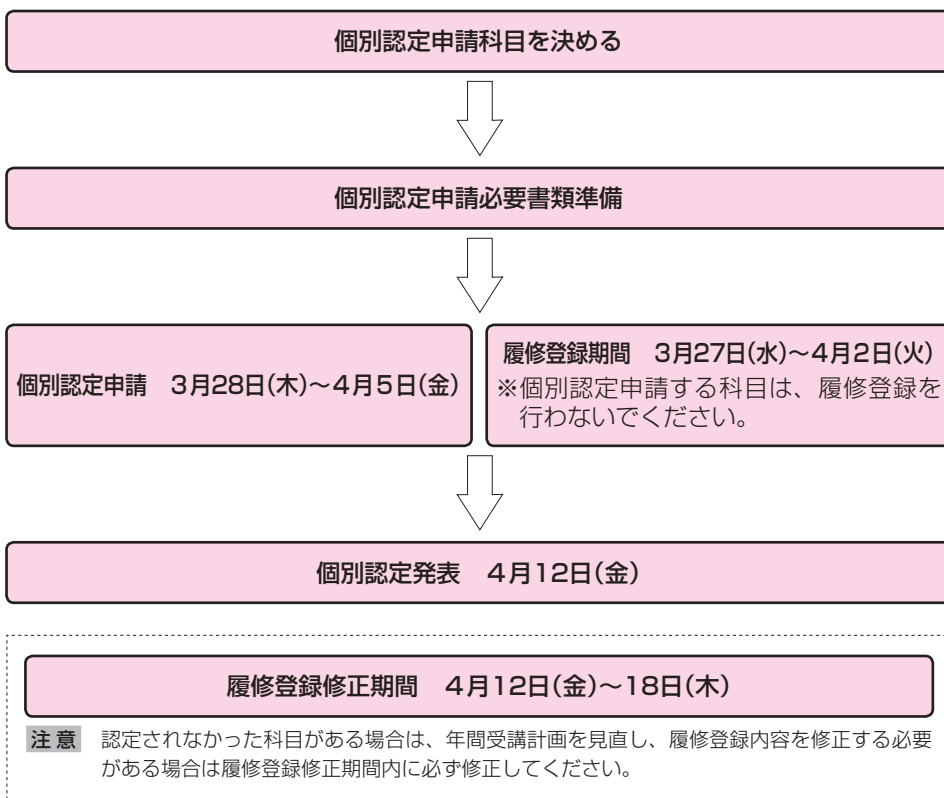 個別認定申請科目を決める
個別認定申請必要書類準備
個別認定申請　3月28日(木)～4月5日(金)
履修登録期間　3月27日(水)～4月2日(火)
※個別認定申請する科目は、履修登録を
行わないでください。
個別認定発表　4月12日(金)
履修登録修正期間　4月12日(金)～18日(木)
注意　認定されなかった科目がある場合は、年間受講計画を見直し、履修登録内容を修正する必要
がある場合は履修登録修正期間内に必ず修正してください。